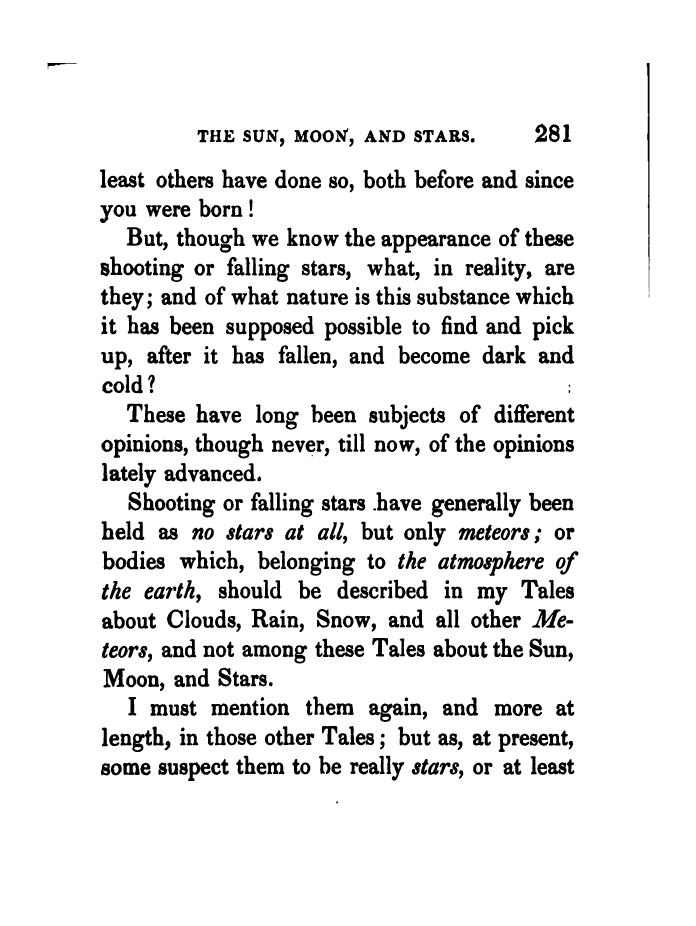 THE SUN, MOON, AND STARS. 281
least others have done so, both before and since
you were born !
But, though we know the appearance of these
shooting or falling stars, what, in reality, are
they; and of what nature is this substance which
it has been supposed possible to find and pick
up, after it has fallen, and become dark and
cold ?
These have long been subjects of different
opinions, though never, till now, of the opinions
lately advanced.
Shooting or falling stars have generally been
held as no stars at all, but only meteors; or
bodies which, belonging to the atmosphere of
the earth, should be described in my Tales
about Clouds, Rain, Snow, and all other Me-
teors, and not among these Tales about the Sun,
Moon, and Stars.
I must mention them again, and more at
length, in those other Tales; but as, at present,
some suspect them to be really stars, or at least